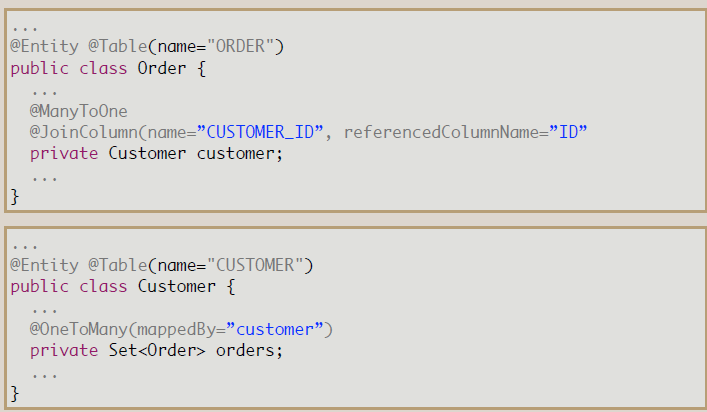 ...
@Entity @Table(name="ORDER")
public class Order {
...
@ManyToOne
@JoinColumn(name=”CUSTOMER_ID”, referencedColumnName=”ID”
private Customer customer;
...
}
...
@Entity @Table(name="CUSTOMER")
public class Customer {
...
@OneToMany(mappedBy=”customer”)
private Set<Order> orders;
...
}